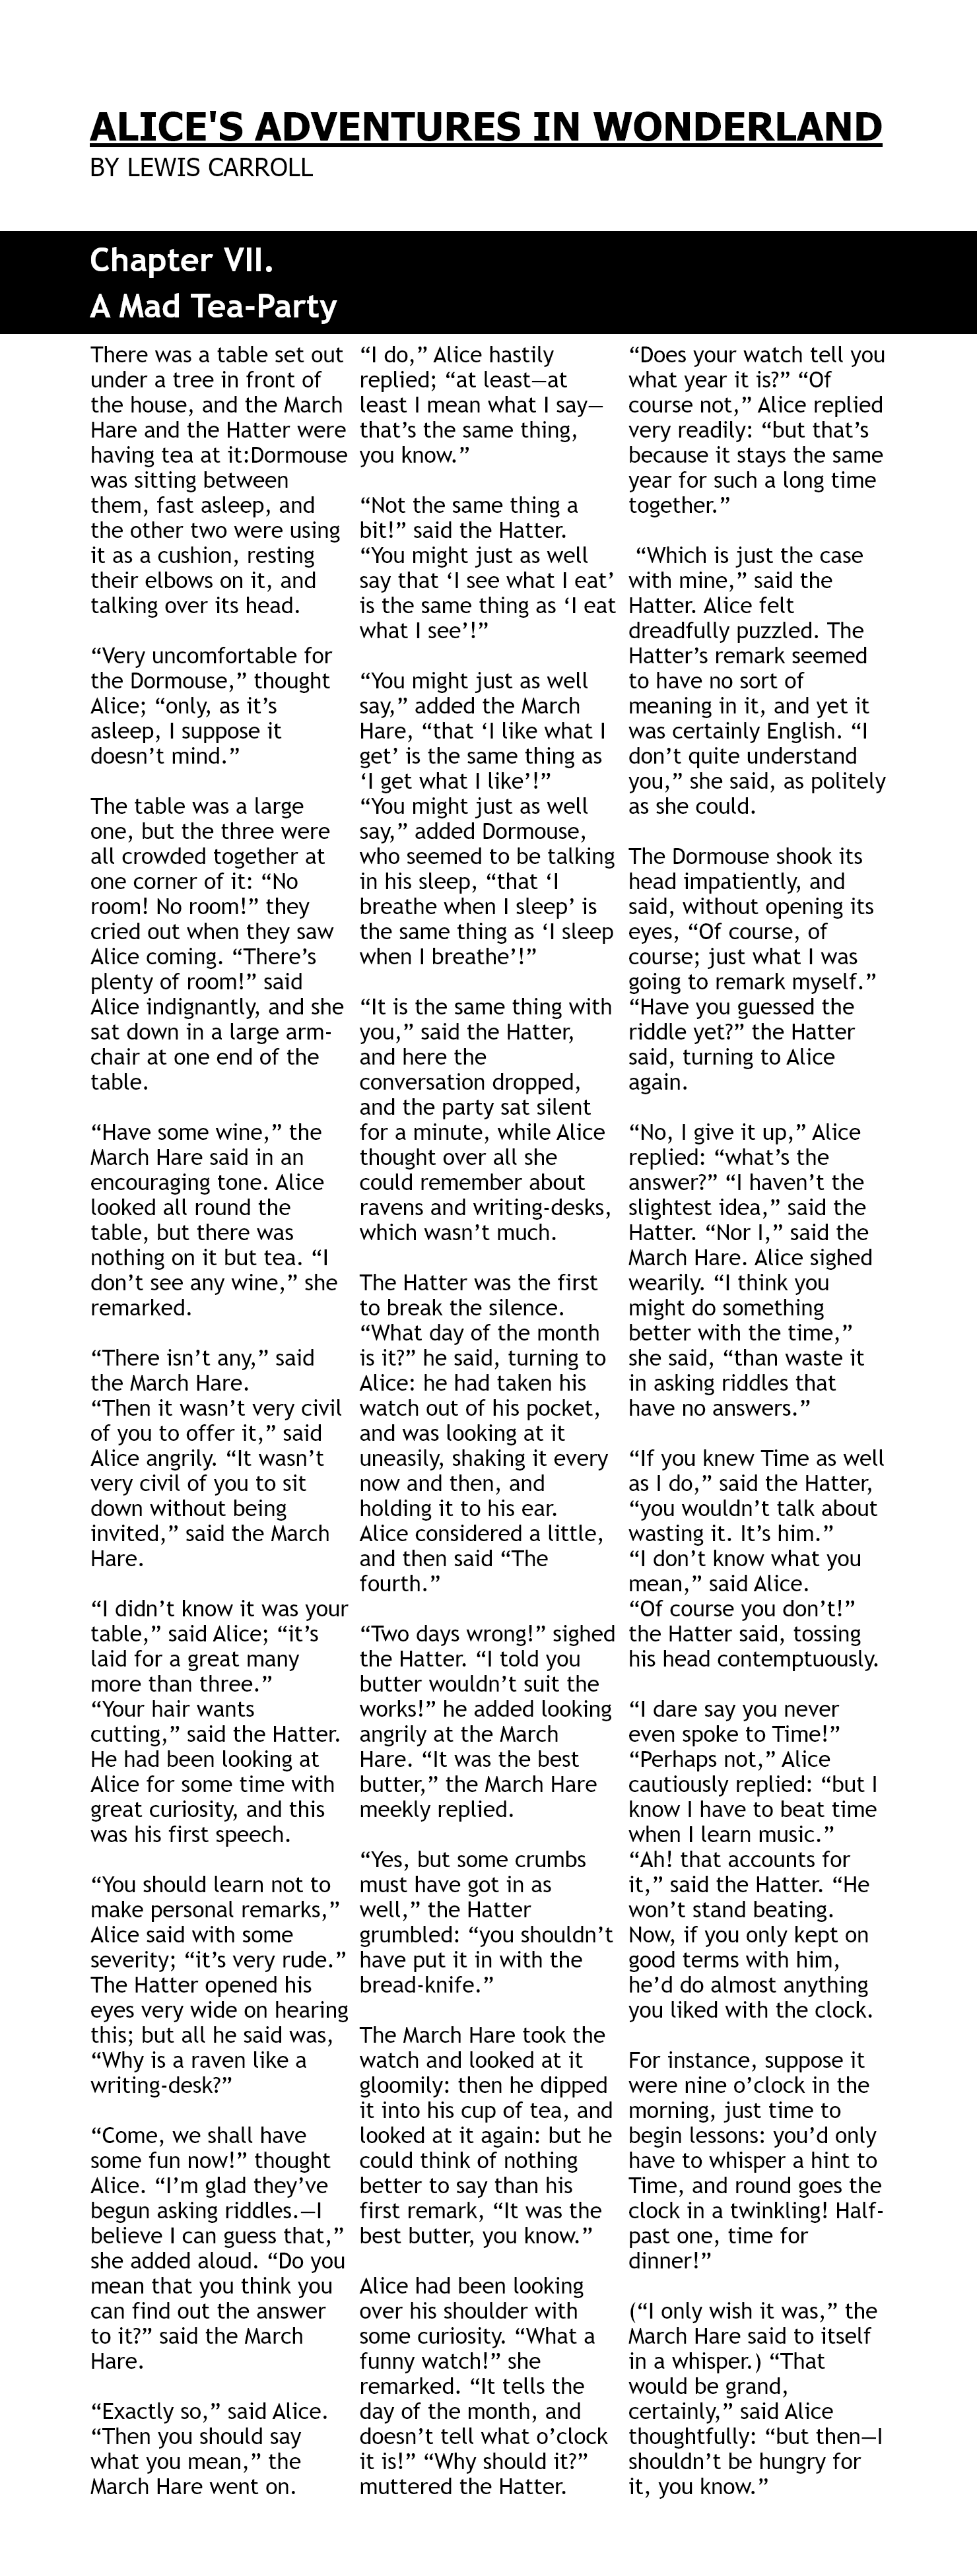 ALICE'S ADVENTURES IN WONDERLAND
BY LEWIS CARROLL
Chapter VII.
A Mad Tea-Party
There was a table set out
under a tree in front of
the house, and the March
Hare and the Hatter were
having tea at it:Dormouse
was sitting between
them, fast asleep, and
the other two were using
it as a cushion, resting
their elbows on it, and
talking over its head.
“Very uncomfortable for
the Dormouse,” thought
Alice; “only, as it’s
asleep, I suppose it
doesn’t mind.”
The table was a large
one, but the three were
all crowded together at
one corner of it: “No
room! No room!” they
cried out when they saw
Alice coming. “There’s
plenty of room!” said
Alice indignantly, and she
sat down in a large arm-
chair at one end of the
table.
“Have some wine,” the
March Hare said in an
encouraging tone. Alice
looked all round the
table, but there was
nothing on it but tea. “I
don’t see any wine,” she
remarked.
“There isn’t any,” said
the March Hare.
“Then it wasn’t very civil
of you to offer it,” said
Alice angrily. “It wasn’t
very civil of you to sit
down without being
invited,” said the March
Hare.
“I didn’t know it was your
table,” said Alice; “it’s
laid for a great many
more than three.”
“Your hair wants
cutting,” said the Hatter.
He had been looking at
Alice for some time with
great curiosity, and this
was his first speech.
“You should learn not to
make personal remarks,”
Alice said with some
severity; “it’s very rude.”
The Hatter opened his
eyes very wide on hearing
this; but all he said was,
“Why is a raven like a
writing-desk?”
“Come, we shall have
some fun now!” thought
Alice. “I’m glad they’ve
begun asking riddles.—I
believe I can guess that,”
she added aloud. “Do you
mean that you think you
can find out the answer
to it?” said the March
Hare.
“Exactly so,” said Alice.
“Then you should say
what you mean,” the
March Hare went on.
“I do,” Alice hastily
replied; “at least—at
least I mean what I say—
that’s the same thing,
you know.”
“Not the same thing a
bit!” said the Hatter.
“You might just as well
say that ‘I see what I eat’
is the same thing as ‘I eat
what I see’!”
“You might just as well
say,” added the March
Hare, “that ‘I like what I
get’ is the same thing as
‘I get what I like’!”
“You might just as well
say,” added Dormouse,
who seemed to be talking
in his sleep, “that ‘I
breathe when I sleep’ is
the same thing as ‘I sleep
when I breathe’!”
“It is the same thing with
you,” said the Hatter,
and here the
conversation dropped,
and the party sat silent
for a minute, while Alice
thought over all she
could remember about
ravens and writing-desks,
which wasn’t much.
The Hatter was the first
to break the silence.
“What day of the month
is it?” he said, turning to
Alice: he had taken his
watch out of his pocket,
and was looking at it
uneasily, shaking it every
now and then, and
holding it to his ear.
Alice considered a little,
and then said “The
fourth.”
“Two days wrong!” sighed
the Hatter. “I told you
butter wouldn’t suit the
works!” he added looking
angrily at the March
Hare. “It was the best
butter,” the March Hare
meekly replied.
“Yes, but some crumbs
must have got in as
well,” the Hatter
grumbled: “you shouldn’t
have put it in with the
bread-knife.”
The March Hare took the
watch and looked at it
gloomily: then he dipped
it into his cup of tea, and
looked at it again: but he
could think of nothing
better to say than his
first remark, “It was the
best butter, you know.”
Alice had been looking
over his shoulder with
some curiosity. “What a
funny watch!” she
remarked. “It tells the
day of the month, and
doesn’t tell what o’clock
it is!” “Why should it?”
muttered the Hatter.
“Does your watch tell you
what year it is?” “Of
course not,” Alice replied
very readily: “but that’s
because it stays the same
year for such a long time
together.”
“Which is just the case
with mine,” said the
Hatter. Alice felt
dreadfully puzzled. The
Hatter’s remark seemed
to have no sort of
meaning in it, and yet it
was certainly English. “I
don’t quite understand
you,” she said, as politely
as she could.
The Dormouse shook its
head impatiently, and
said, without opening its
eyes, “Of course, of
course; just what I was
going to remark myself.”
“Have you guessed the
riddle yet?” the Hatter
said, turning to Alice
again.
“No, I give it up,” Alice
replied: “what’s the
answer?” “I haven’t the
slightest idea,” said the
Hatter. “Nor I,” said the
March Hare. Alice sighed
wearily. “I think you
might do something
better with the time,”
she said, “than waste it
in asking riddles that
have no answers.”
“If you knew Time as well
as I do,” said the Hatter,
“you wouldn’t talk about
wasting it. It’s him.”
“I don’t know what you
mean,” said Alice.
“Of course you don’t!”
the Hatter said, tossing
his head contemptuously.
“I dare say you never
even spoke to Time!”
“Perhaps not,” Alice
cautiously replied: “but I
know I have to beat time
when I learn music.”
“Ah! that accounts for
it,” said the Hatter. “He
won’t stand beating.
Now, if you only kept on
good terms with him,
he’d do almost anything
you liked with the clock.
For instance, suppose it
were nine o’clock in the
morning, just time to
begin lessons: you’d only
have to whisper a hint to
Time, and round goes the
clock in a twinkling! Half-
past one, time for
dinner!”
(“I only wish it was,” the
March Hare said to itself
in a whisper.) “That
would be grand,
certainly,” said Alice
thoughtfully: “but then—I
shouldn’t be hungry for
it, you know.”